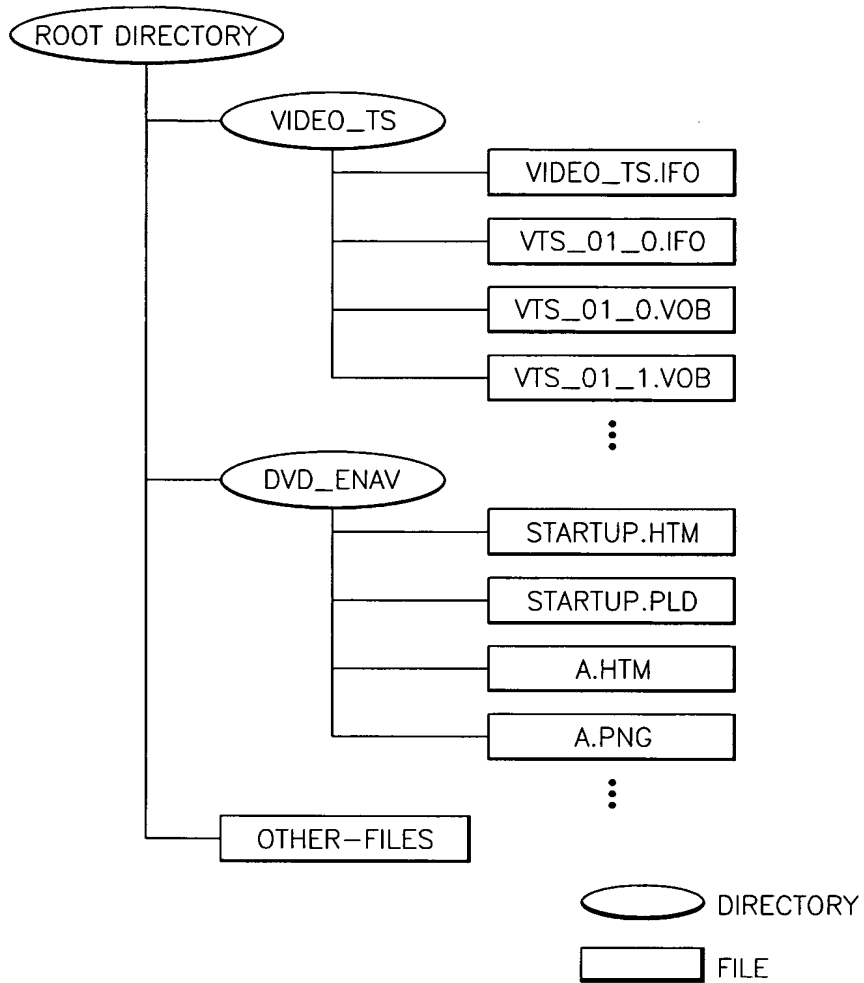 ROOT DIRECTORY
VIDEO_TS
VIDEO_TS.IFO
VTS_01_0.IFO
VTS_01_0.VOB
VTS_01_1.VOB
DVD_ENAV
STARTUP.HTM
STARTUP.PLD
A.HTM
A.PNG
OTHER-FILES
DIRECTORY
FILE